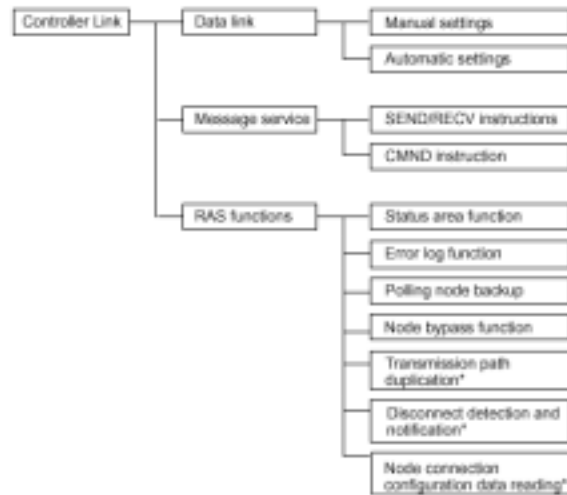 Controller Link
Data link
Manual settings
Automatic settings
Message service
SEND/RECV instructions
CMND instruction
RAS functions
Status area function
Error log function
Polling node backup
Node bypass function
Transmission path
duplication*
Disconnect detection and
notification*
Node connection
configuration data reading*